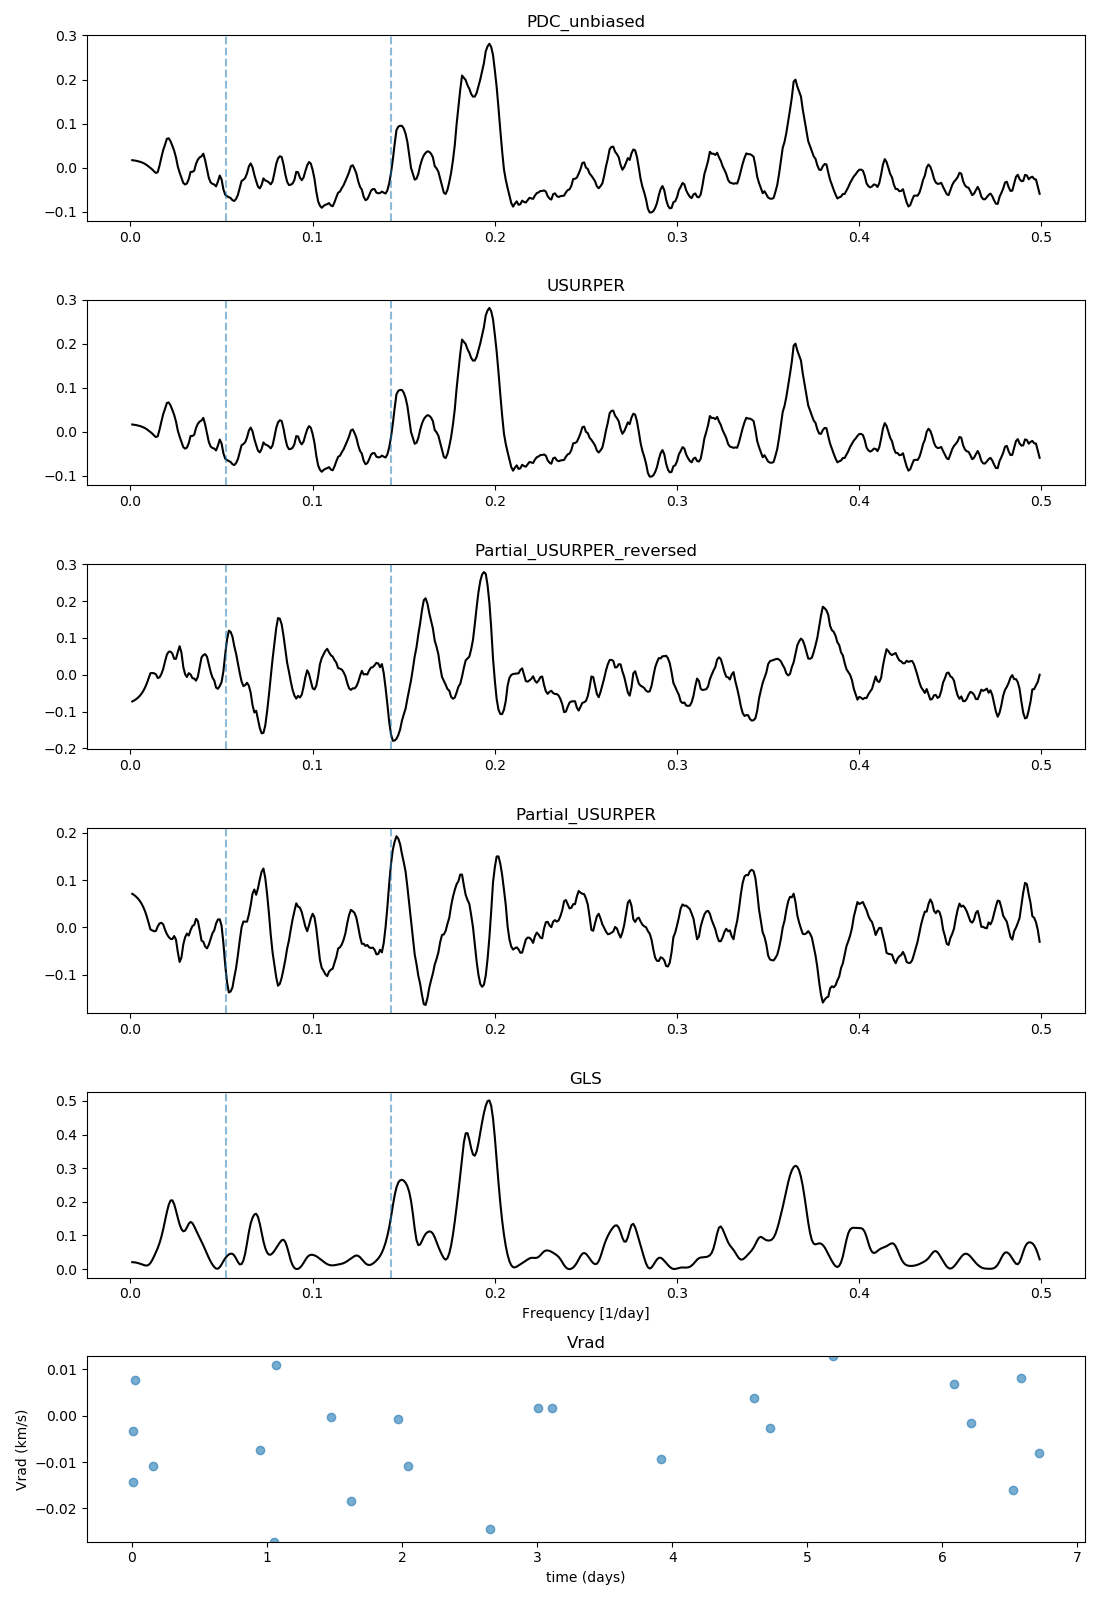 PDC_unbiased
0.3
0.2
0.1
0.0
−0.1
0.0 0.1 0.2 0.3 0.4 0.5
USURPER
0.3
0.2
0.1
0.0
−0.1
0.0 0.1 0.2 0.3 0.4 0.5
Partial_USURPER_reversed
0.3
0.2
0.1
0.0
−0.1
−0.2
0.0 0.1 0.2 0.3 0.4 0.5
Partial_USURPER
0.2
0.1
0.0
−0.1
0.0 0.1 0.2 0.3 0.4 0.5
GLS
0.5
0.4
0.3
0.2
0.1
0.0
0.0 0.1 0.2 0.3 0.4 0.5
Frequency [1/day]
Vrad
Vrad (km/s)
0.01
0.00
−0.01
−0.02
0 1 2 3 4 5 6 7
time (days)